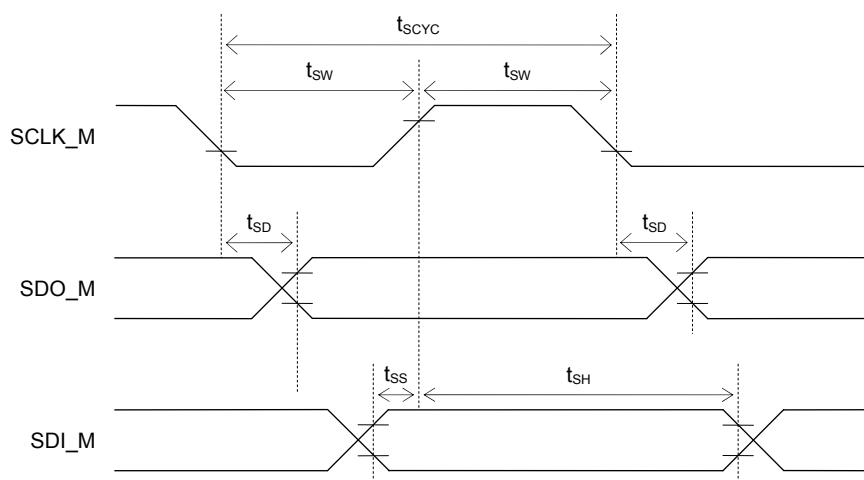 tSCYC
tSW tSW
SCLK_M
tSD tSD
SDO_M
tSS tSH
SDI_M